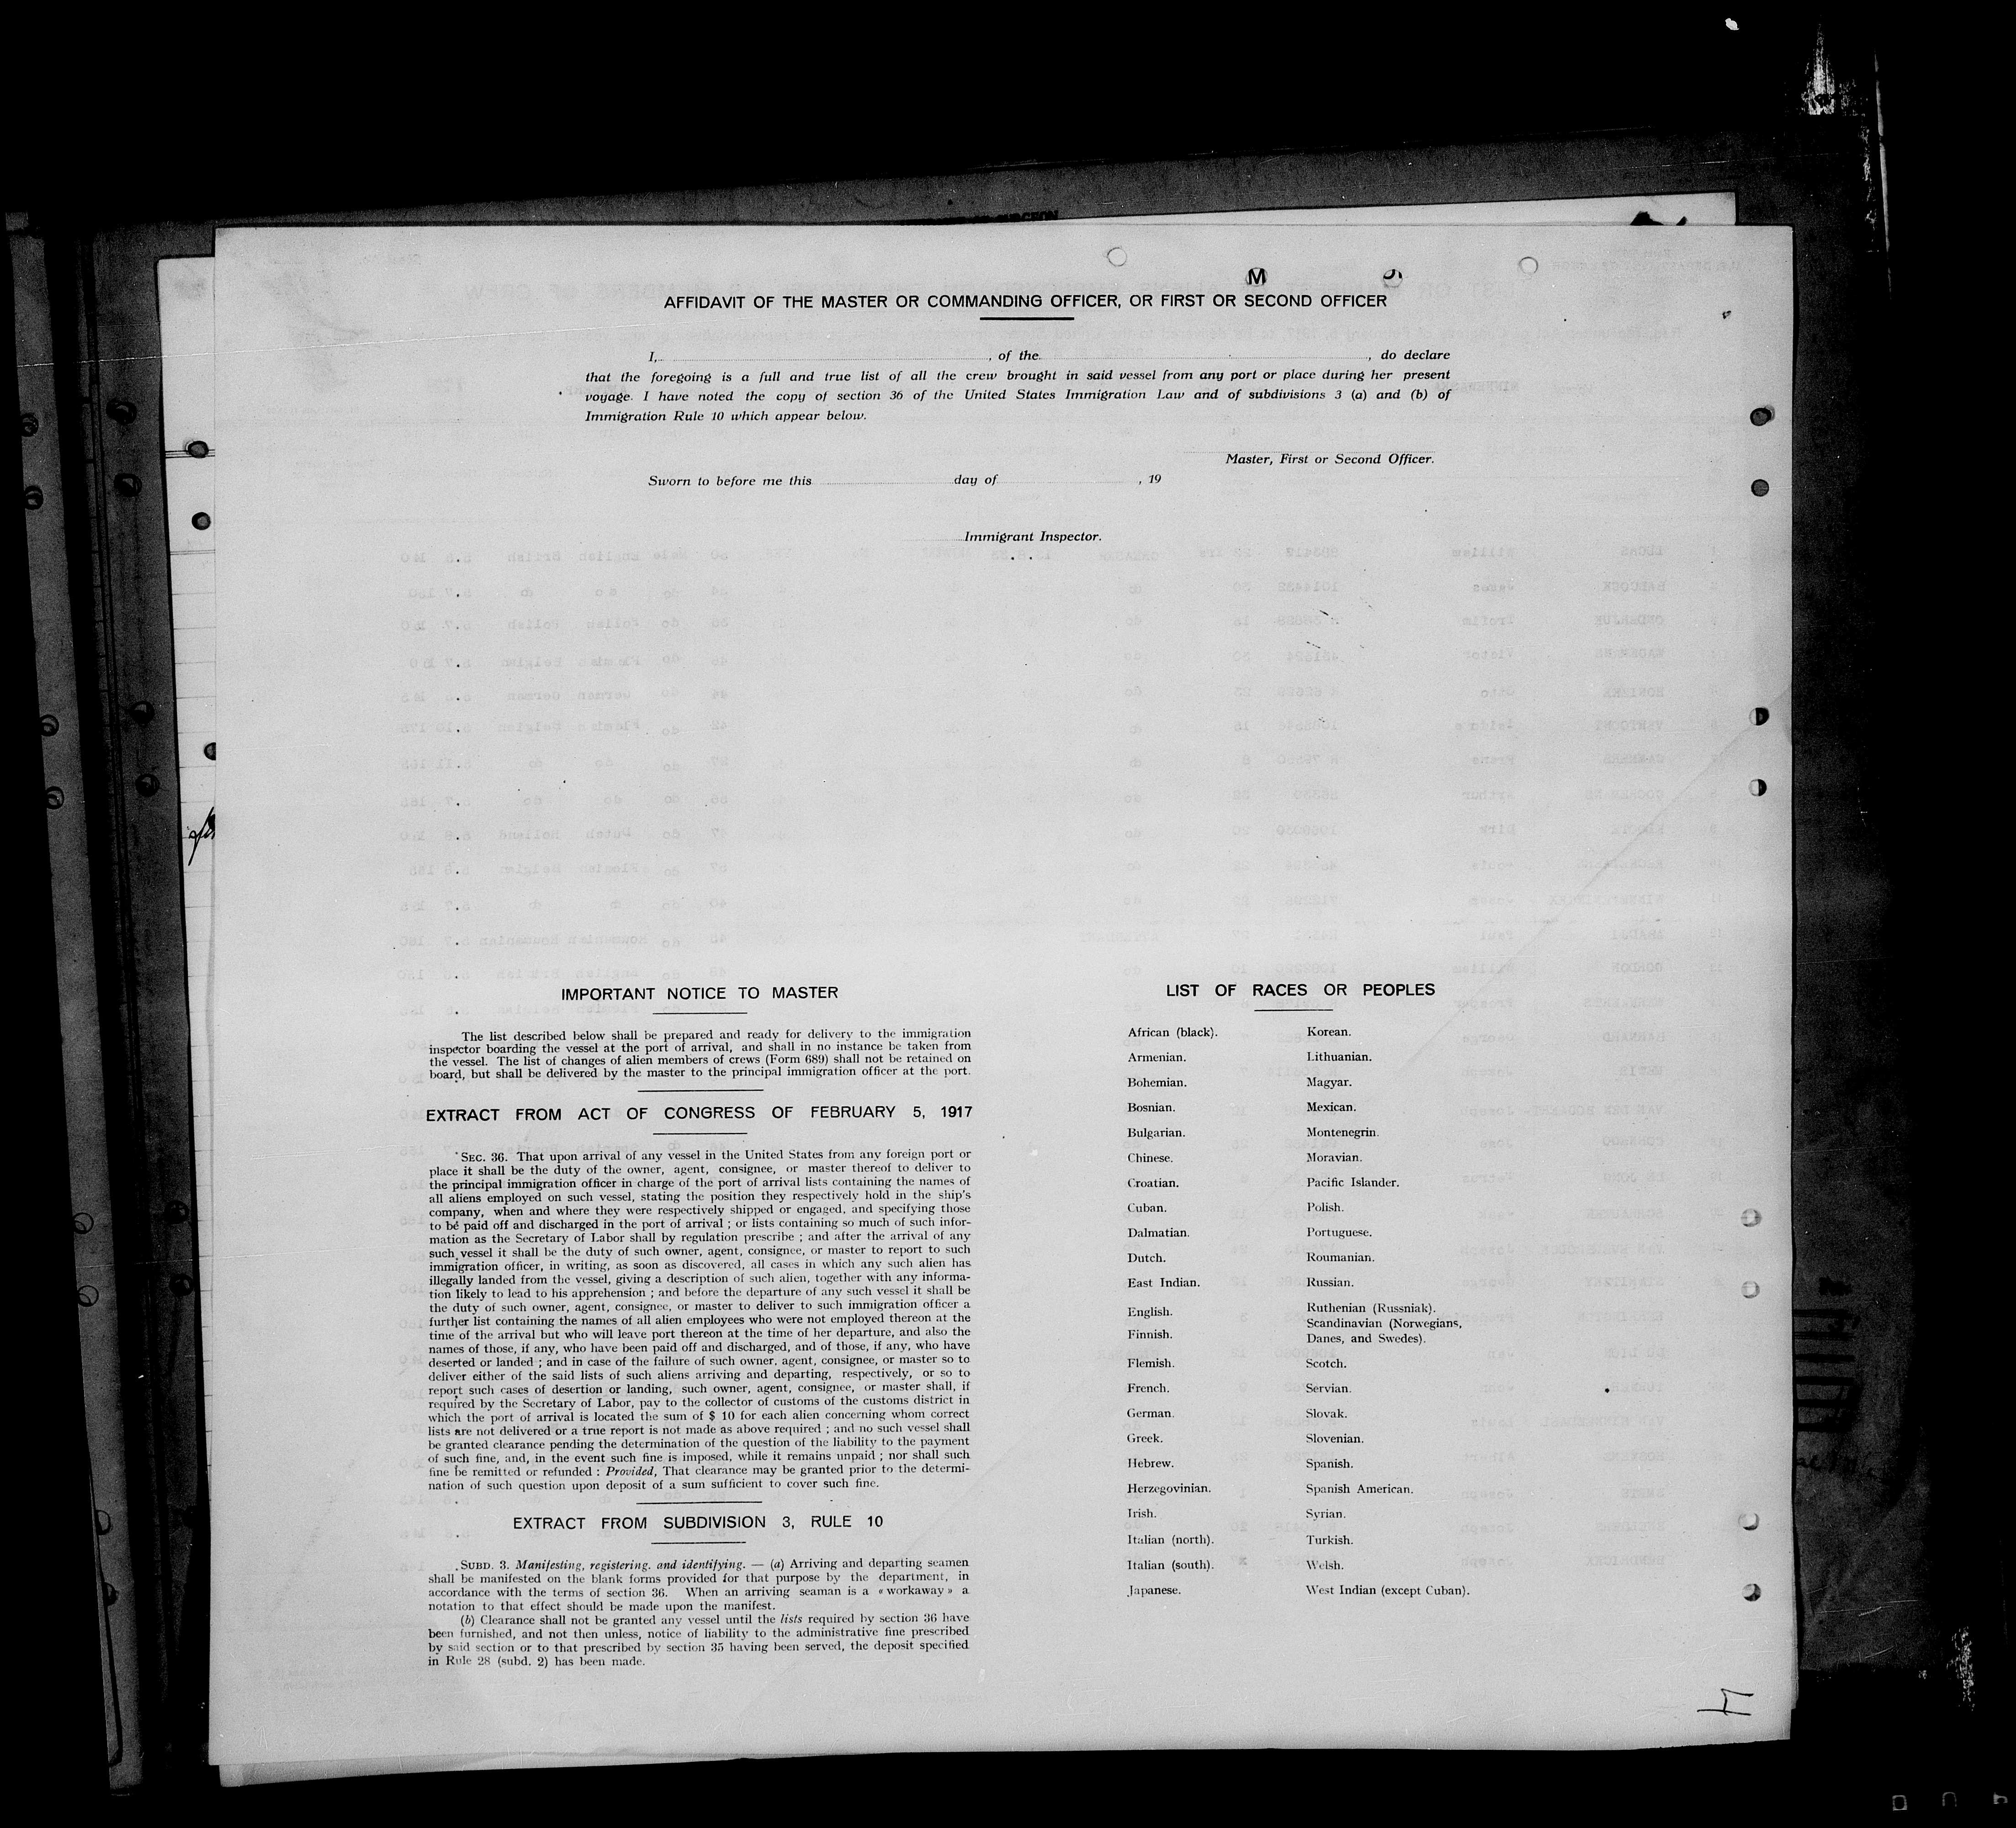 M
AFFIDAVIT OF THE MASTER OR COMMANDING OFFICER, OR FIRST OR SECOND OFFICER
I, , of the , do declare
that the foregoing is a full and true list of all the crew brought in said vessel from any port or place during her present
voyage. I have noted the copy of section 36 of the United States Immigration Law and of subdivisions 3 (a) and (b) of
Immigration Rule 10 which appear below.
Master, First or Second Officer.
Sworn to before me this day of , 19
Immigrant Inspector.
IMPORTANT NOTICE TO MASTER
The list described below shall be prepared and ready for delivery to the immigration
inspector boarding the vessel at the port of arrival, and shall in no instance be taken from
the vessel. The list of changes of alien members of crews (Form 689) shall not be retained on
board, but shall be delivered by the master to the principal immigration officer at the port.
EXTRACT FROM ACT OF CONGRESS OF FEBRUARY 5, 1917
SEC. 36. That upon arrival of any vessel in the United States from any foreign port or
place it shall be the duty of the owner, agent, consignee, or master thereof to deliver to
the principal immigration officer in charge of the port of arrival lists containing the names of
all aliens employed on such vessel, stating the position they respectively hold in the ship's
company, when and where they were respectively shipped or engaged, and specifying those
to be paid off and discharged in the port of arrival ; or lists containing so much of such infor-
mation as the Secretary of Labor shall by regulation prescribe ; and after the arrival of any
such vessel it shall be the duty of such owner, agent, consignee, or master to report to such
immigration officer, in writing, as soon as discovered, all cases in which any such alien has
illegally landed from the vessel, giving a description of such alien, together with any informa-
tion likely to lead to his apprehension ; and before the departure of any such vessel it shall be
the duty of such owner, agent, consignee, or master to deliver to such immigration officer a
further list containing the names of all alien employees who were not employed thereon at the
time of the arrival but who will leave port thereon at the time of her departure, and also the
names of those, if any, who have been paid off and discharged, and of those, if any, who have
deserted or landed ; and in case of the failure of such owner, agent, consignee, or master so to
deliver either of the said lists of such aliens arriving and departing, respectively, or so to
report such cases of desertion or landing, such owner, agent, consignee, or master shall, if
required by the Secretary of Labor, pay to the collector of customs of the customs district in
which the port of arrival is located the sum of $ 10 for each alien concerning whom correct
lists are not delivered or a true report is not made as above required ; and no such vessel shall
be granted clearance pending the determination of the question of the liability to the payment
of such fine, and, in the event such fine is imposed, while it remains unpaid ; nor shall such
fine be remitted or refunded : Provided, That clearance may be granted prior to the determi-
nation of such question upon deposit of a sum sufficient to cover such fine.
EXTRACT FROM SUBDIVISION 3, RULE 10
SUBD. 3. Manifesting, registering, and identifying. — (a) Arriving and departing seamen
shall be manifested on the blank forms provided for that purpose by the department, in
accordance with the terms of section 36. When an arriving seaman is a « workaway » a
notation to that effect should be made upon the manifest.
(b) Clearance shall not be granted any vessel until the lists required by section 36 have
been furnished, and not then unless, notice of liability to the administrative fine prescribed
by said section or to that prescribed by section 35 having been served, the deposit specified
in Rule 28 (subd. 2) has been made.
LIST OF RACES OR PEOPLES
African (black).
Armenian.
Bohemian.
Bosnian.
Bulgarian.
Chinese.
Croatian.
Cuban.
Dalmatian.
Dutch.
East Indian.
English.
Finnish.
Flemish.
French.
German.
Greek.
Hebrew.
Herzegovinian.
Irish.
Italian (north).
Italian (south).
Japanese.
Korean.
Lithuanian.
Magyar.
Mexican.
Montenegrin.
Moravian.
Pacific Islander.
Polish.
Portuguese.
Roumanian.
Russian.
Ruthenian (Russniak).
Scandinavian (Norwegians,
Danes, and Swedes).
Scotch.
Servian.
Slovak.
Slovenian.
Spanish.
Spanish American.
Syrian.
Turkish.
Welsh.
West Indian (except Cuban).